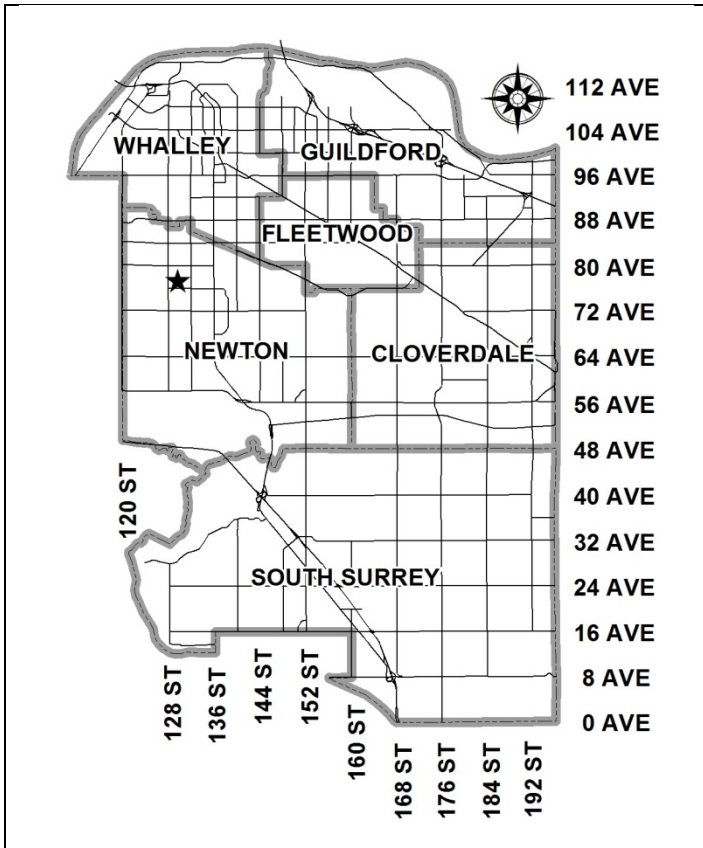 112 AVE
104 AVE
WHALLEY
GUILDFORD
96 AVE
88 AVE
FLEETWOOD
80 AVE
72 AVE
NEWTON
CLOVERDALE
64 AVE
56 AVE
48 AVE
120 ST
40 AVE
32 AVE
SOUTH SURREY
24 AVE
16 AVE
128 ST
136 ST
144 ST
152 ST
160 ST
8 AVE
0 AVE
168 ST
176 ST
184 ST
192 ST